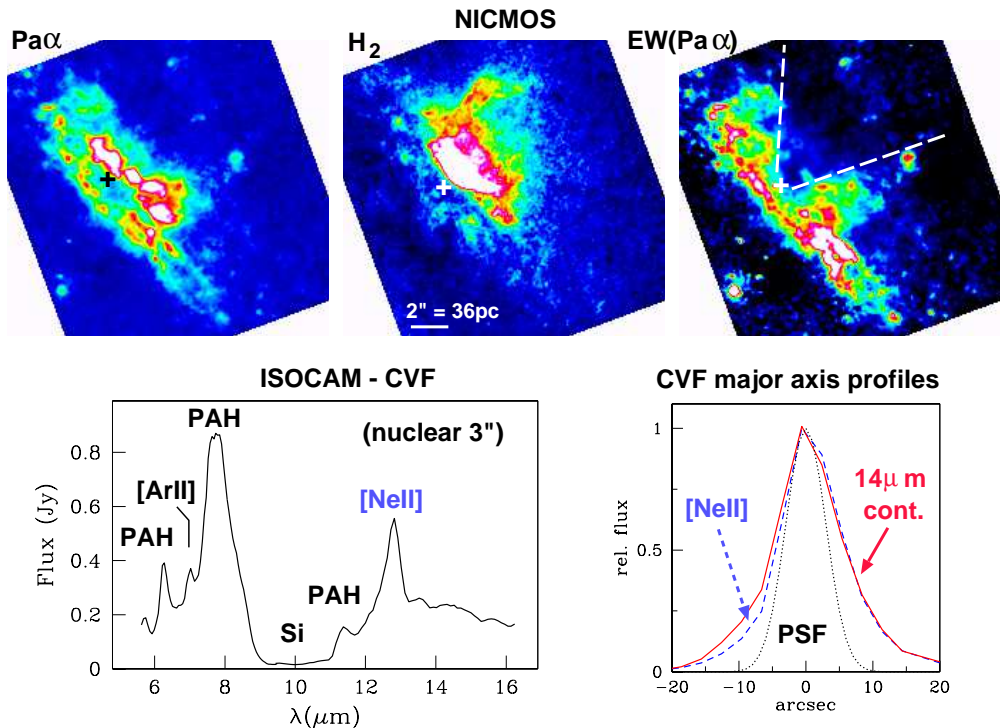 NICMOS
Paα
H2
EW(Pa α)
2" = 36pc
ISOCAM - CVF
CVF major axis profiles
PAH
(nuclear 3")
[ArII]
[NeII]
PAH
PAH
Si
0.8
0.6
0.4
0.2
0
Flux (Jy)
6 8 10 12 14 16
λ(μm)
[NeII]
14μ m
cont.
PSF
1
0.5
0
rel. flux
−20 −10 0 10 20
arcsec